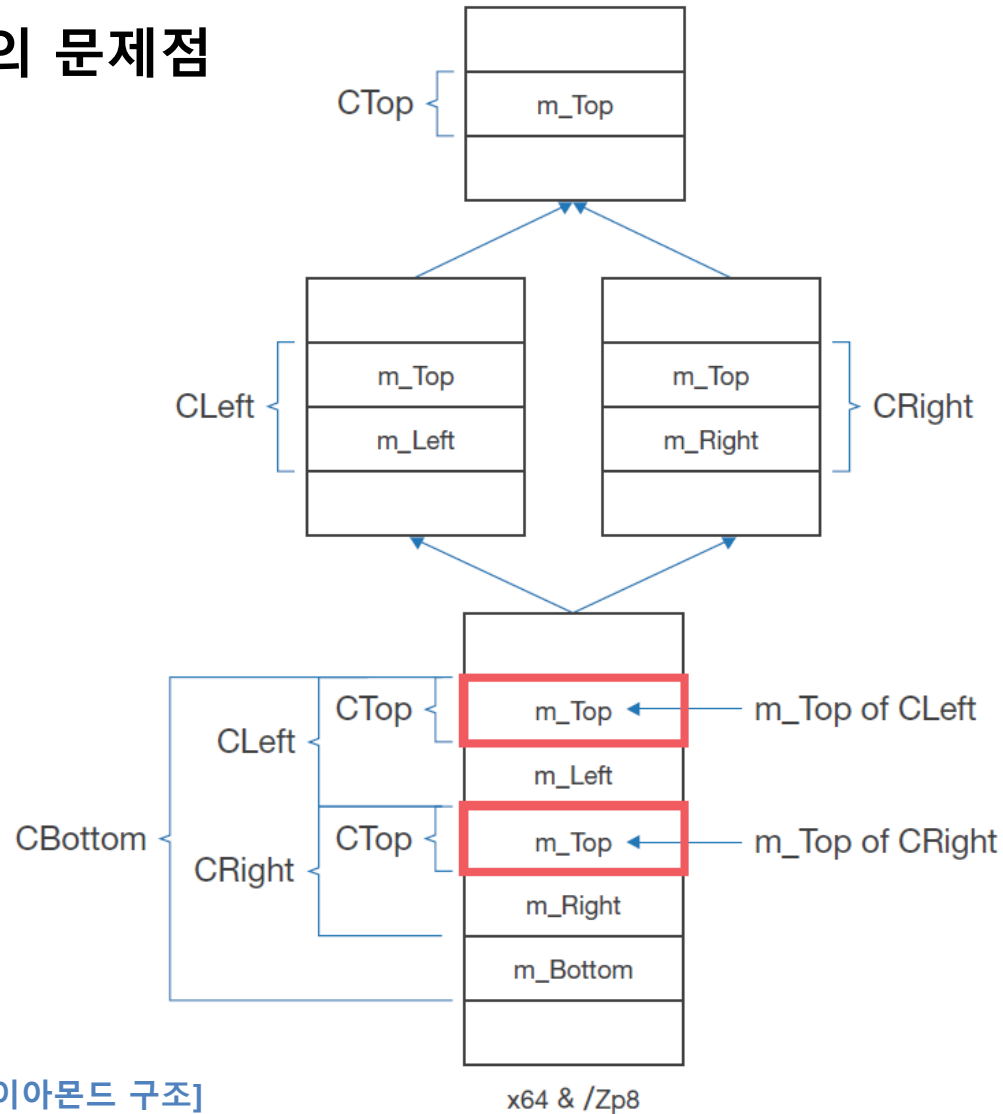 의 문제점
CTop
m_Top
m_Top
m_Top
CLeft
CRight
m_Left
m_Right
CTop
m_Top
m_Top of CLeft
CLeft
m_Left
CBottom
CTop
m_Top
m_Top of CRight
CRight
m_Right
m_Bottom
이아몬드 구조]
x64 & /Zp8